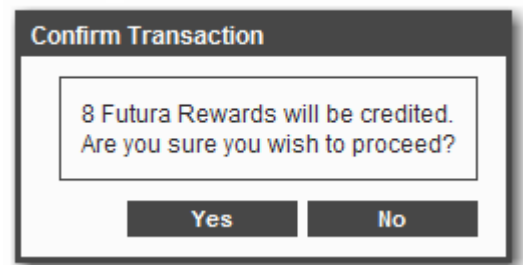 Confirm Transaction
8 Futura Rewards will be credited.
Are you sure you wish to proceed?
Yes No